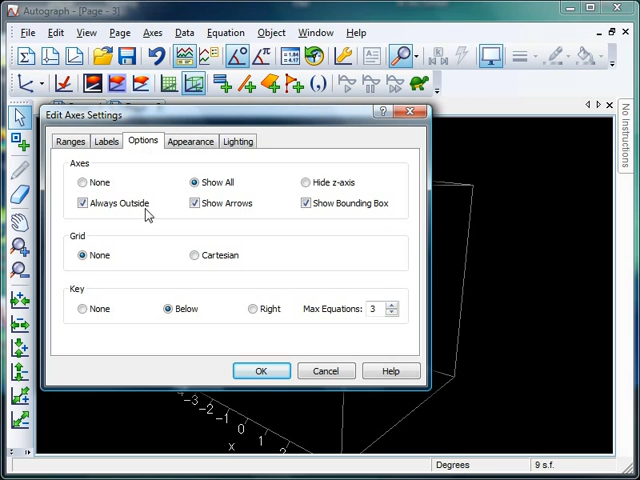 Autograph - [Page - 3]
File Edit View Page Axes Data Equation Object Window Help
Edit Axes Settings
Ranges Labels Options Appearance Lighting
Axes
None Show All Hide z-axis
Always Outside Show Arrows Show Bounding Box
Grid
None Cartesian
Key
None Below Right Max Equations: 3
OK Cancel Help
No Instructions
-3 -2 -1 0 1 2
x
Degrees 9 s.f.